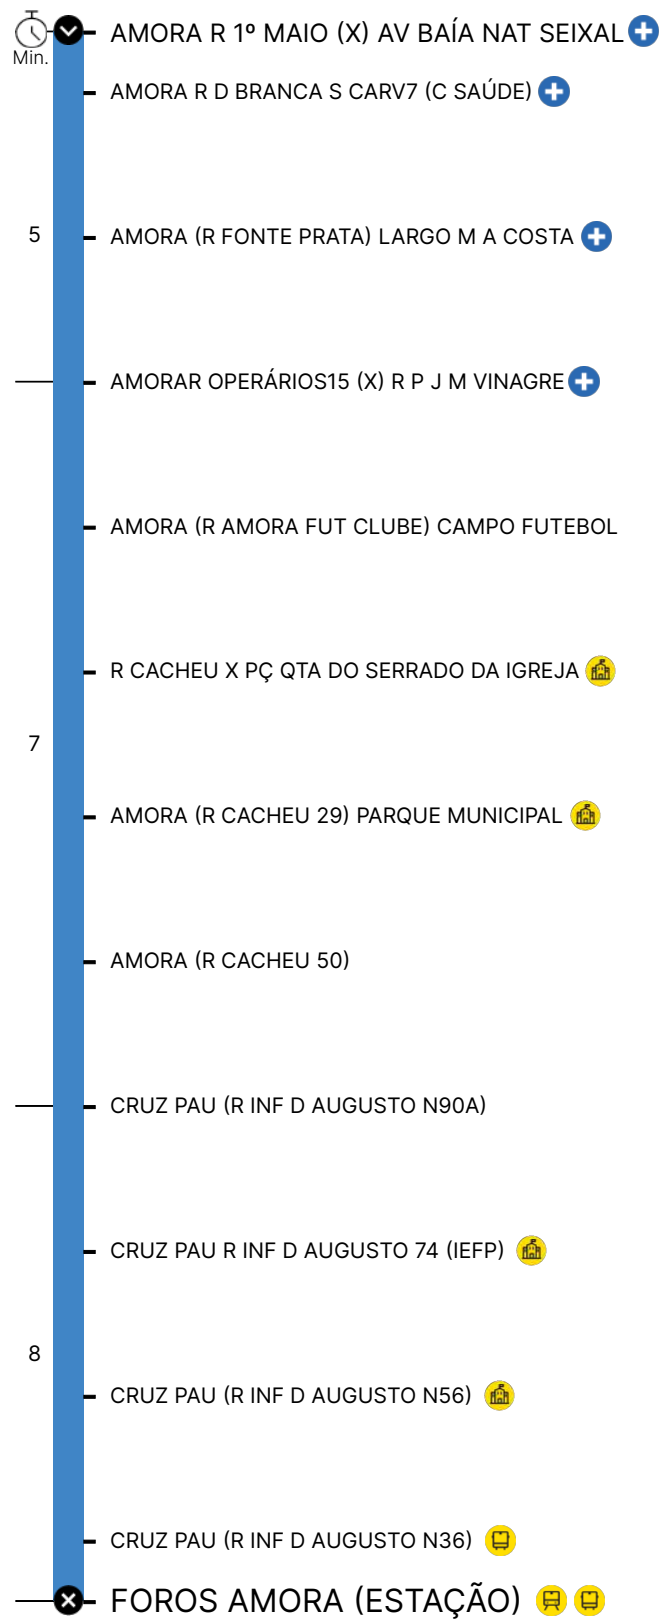 AMORA R 1º MAIO (X) AV BAÍA NAT SEIXAL
Min.
AMORA R D BRANCA S CARV7 (C SAÚDE)
5
AMORA (R FONTE PRATA) LARGO M A COSTA
AMORAR OPERÁRIOS15 (X) R P J M VINAGRE
AMORA (R AMORA FUT CLUBE) CAMPO FUTEBOL
R CACHEU X PÇ QTA DO SERRADO DA IGREJA
7
AMORA (R CACHEU 29) PARQUE MUNICIPAL
AMORA (R CACHEU 50)
CRUZ PAU (R INF D AUGUSTO N90A)
CRUZ PAU R INF D AUGUSTO 74 (IEFP)
8
CRUZ PAU (R INF D AUGUSTO N56)
CRUZ PAU (R INF D AUGUSTO N36)
FOROS AMORA (ESTAÇÃO)